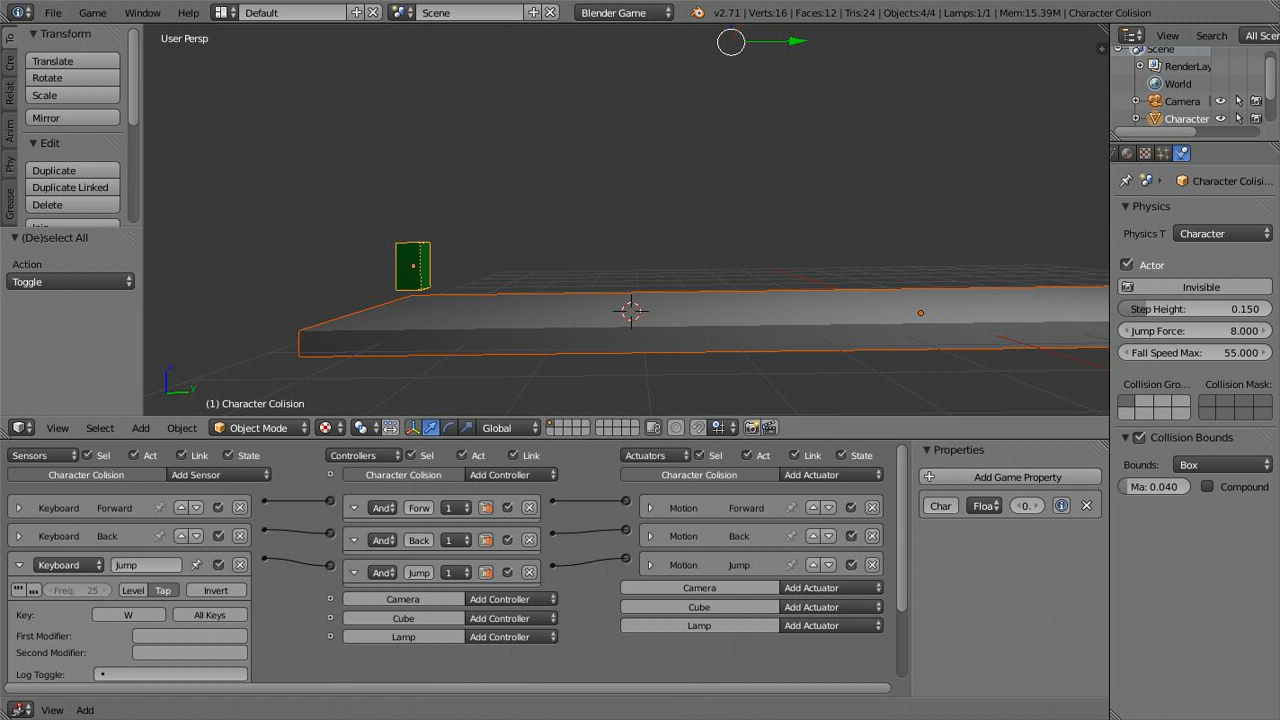 File Game Window Help Default Scene Blender Game v2.71 | Verts:16 | Faces:12 | Tris:24 | Objects:4/4 | Lamps:1/1 | Mem:15.39M | Character Colision
To
Cre
Relat
Anim
Phy
Grease
Transform
Translate
Rotate
Scale
Mirror
Edit
Duplicate
Duplicate Linked
Delete
(De)select All
Action
Toggle
User Persp
z
y
(1) Character Colision
View Select Add Object Object Mode Global
View Search All Scen
Scene
RenderLay
World
Camera
Character
Character Colisi...
Physics
Physics T Character
Actor
Invisible
Step Height: 0.150
Jump Force: 8.000
Fall Speed Max: 55.000
Collision Gro... Collision Mask:
Collision Bounds
Bounds: Box
Ma: 0.040 Compound
Sensors Sel Act Link State
Character Colision Add Sensor
Keyboard Forward
Keyboard Back
Keyboard Jump
Freq: 25 Level Tap Invert
Key: W All Keys
First Modifier:
Second Modifier:
Log Toggle:
Controllers Sel Act Link
Character Colision Add Controller
And Forw 1
And Back 1
And Jump 1
Camera Add Controller
Cube Add Controller
Lamp Add Controller
Actuators Sel Act Link State
Character Colision Add Actuator
Motion Forward
Motion Back
Motion Jump
Camera Add Actuator
Cube Add Actuator
Lamp Add Actuator
Properties
Add Game Property
Char Floa 0.
View Add